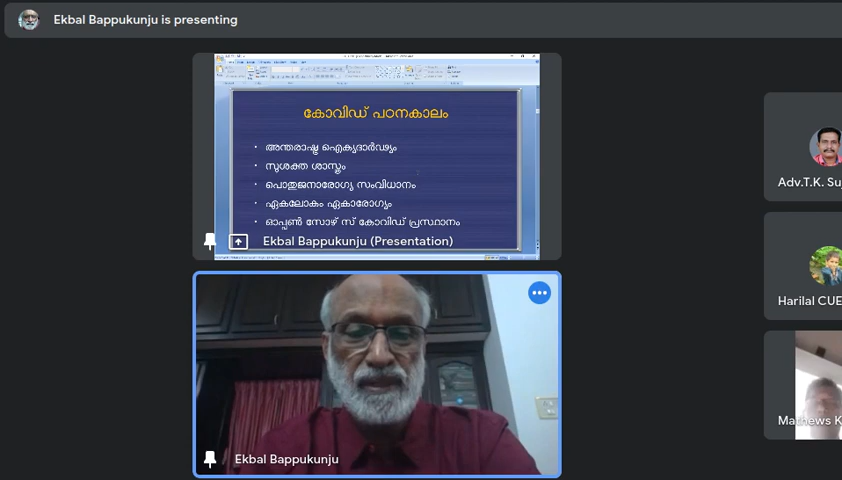 Ekbal Bappukunju is presenting
കോവിഡ് പഠനകാലം
• അന്തരാഷ്ട്ര ഐക്യദാർഢ്യം
• സുശക്ത ശാസ്ത്രം
• പൊതുജനാരോഗ്യ സംവിധാനം
• ഏകലോകം ഏകാരോഗ്യം
• ഓപ്പൺ സോഴ് സ് കോവിഡ് പ്രസ്ഥാനം
Ekbal Bappukunju (Presentation)
Adv.T.K.
Harilal CUE
Mathews K
Ekbal Bappukunju